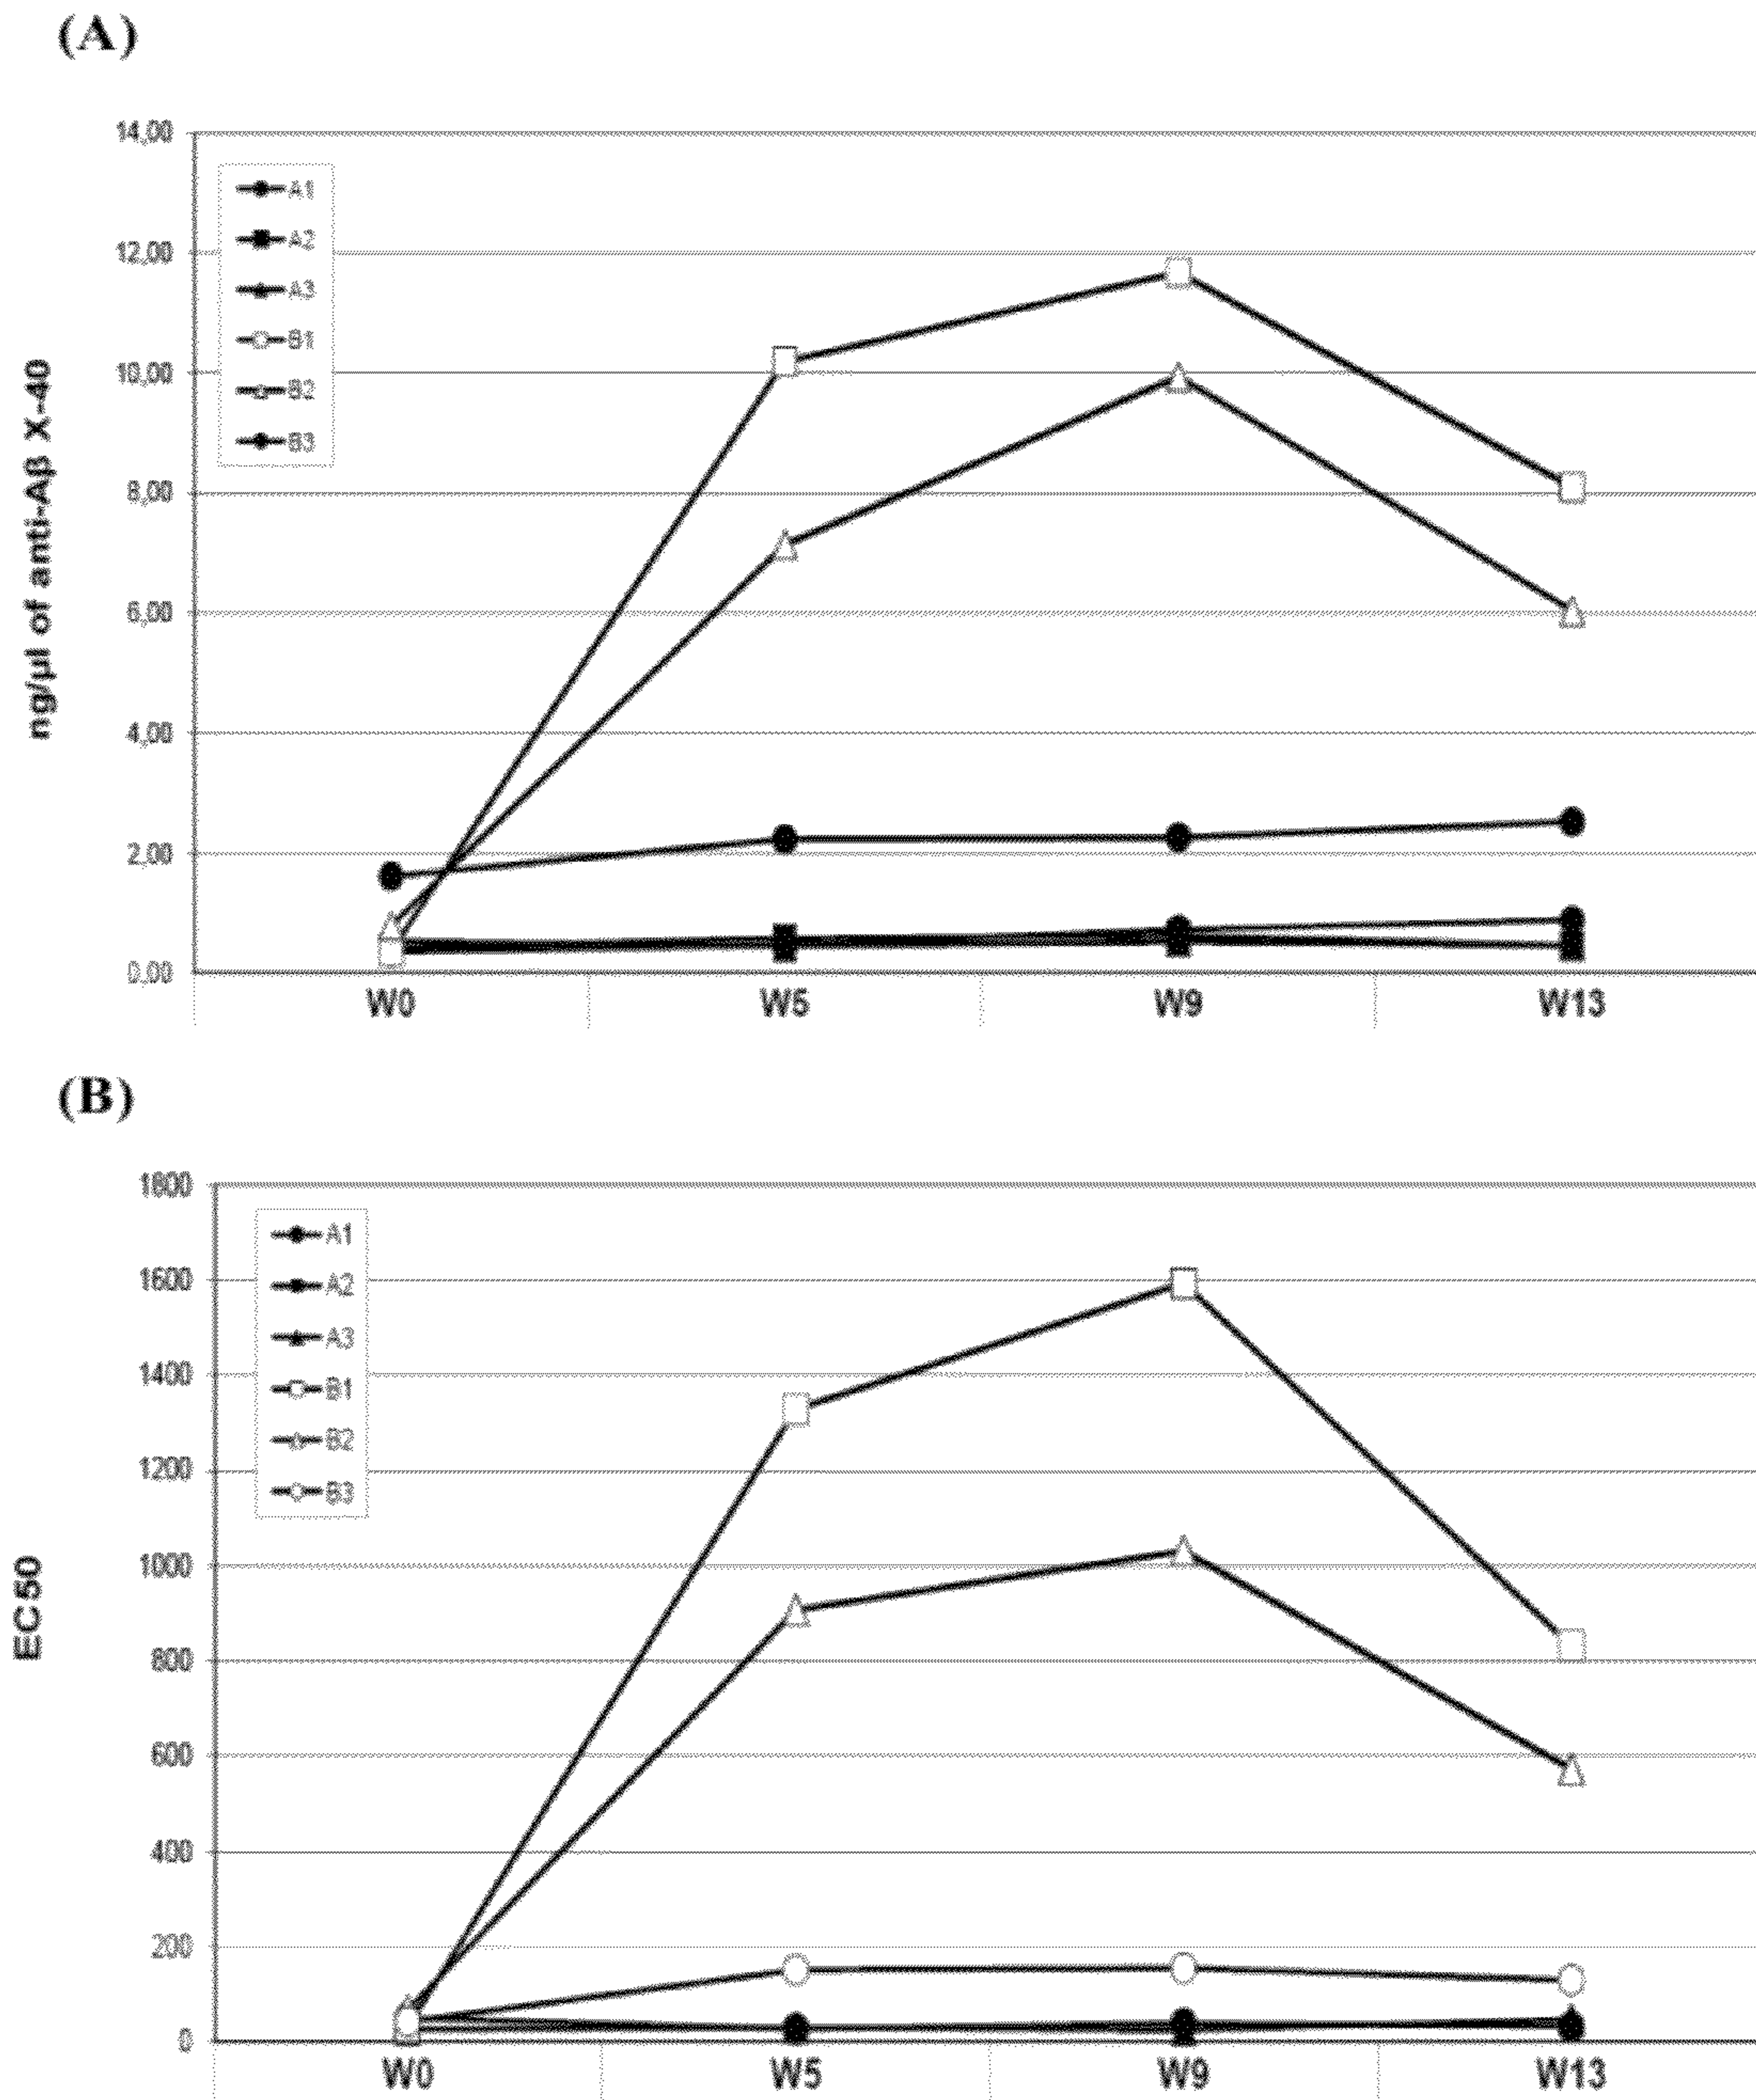 (A)
14,00
12,00
10,00
8,00
6,00
4,00
2,00
0,00
ng/µl of anti-Aβ X-40
A1
A2
A3
B1
B2
B3
W0 W5 W9 W13
(B)
1800
1600
1400
1200
1000
800
600
400
200
0
EC50
A1
A2
A3
B1
B2
B3
W0 W5 W9 W13